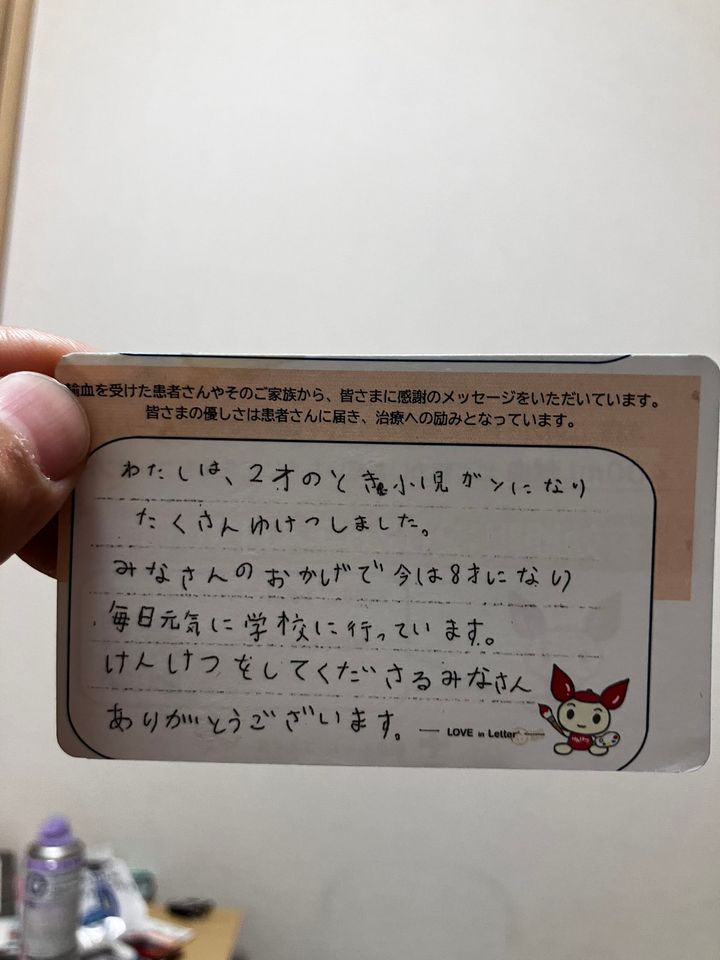 輸血を受けた患者さんやそのご家族から、皆さまに感謝のメッセージをいただいています。
皆さまの優しさは患者さんに届き、治療への励みとなっています。
わたしは、2才のとき小児ガンになり
たくさんゆけつしました。
みなさんのおかげで今は8才になり
毎日元気に学校に行っています。
けんけつをしてくださるみなさん
ありがとうございます。
LOVE in Letter